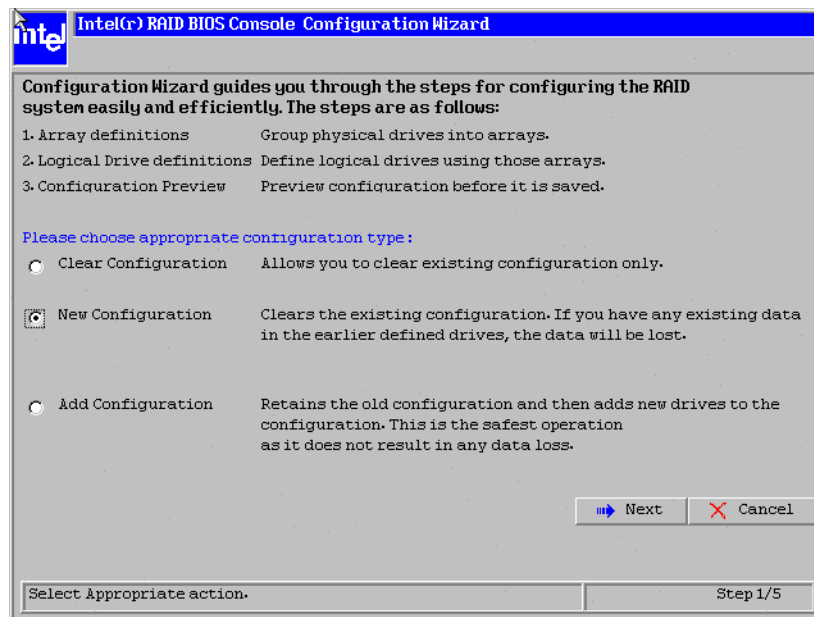 intel
Intel(r) RAID BIOS Console Configuration Wizard
Configuration Wizard guides you through the steps for configuring the RAID
system easily and efficiently. The steps are as follows:
1. Array definitions Group physical drives into arrays.
2. Logical Drive definitions Define logical drives using those arrays.
3. Configuration Preview Preview configuration before it is saved.
Please choose appropriate configuration type:
Clear Configuration Allows you to clear existing configuration only.
New Configuration Clears the existing configuration. If you have any existing data
in the earlier defined drives, the data will be lost.
Add Configuration Retains the old configuration and then adds new drives to the
configuration. This is the safest operation
as it does not result in any data loss.
Next Cancel
Select Appropriate action. Step 1/5